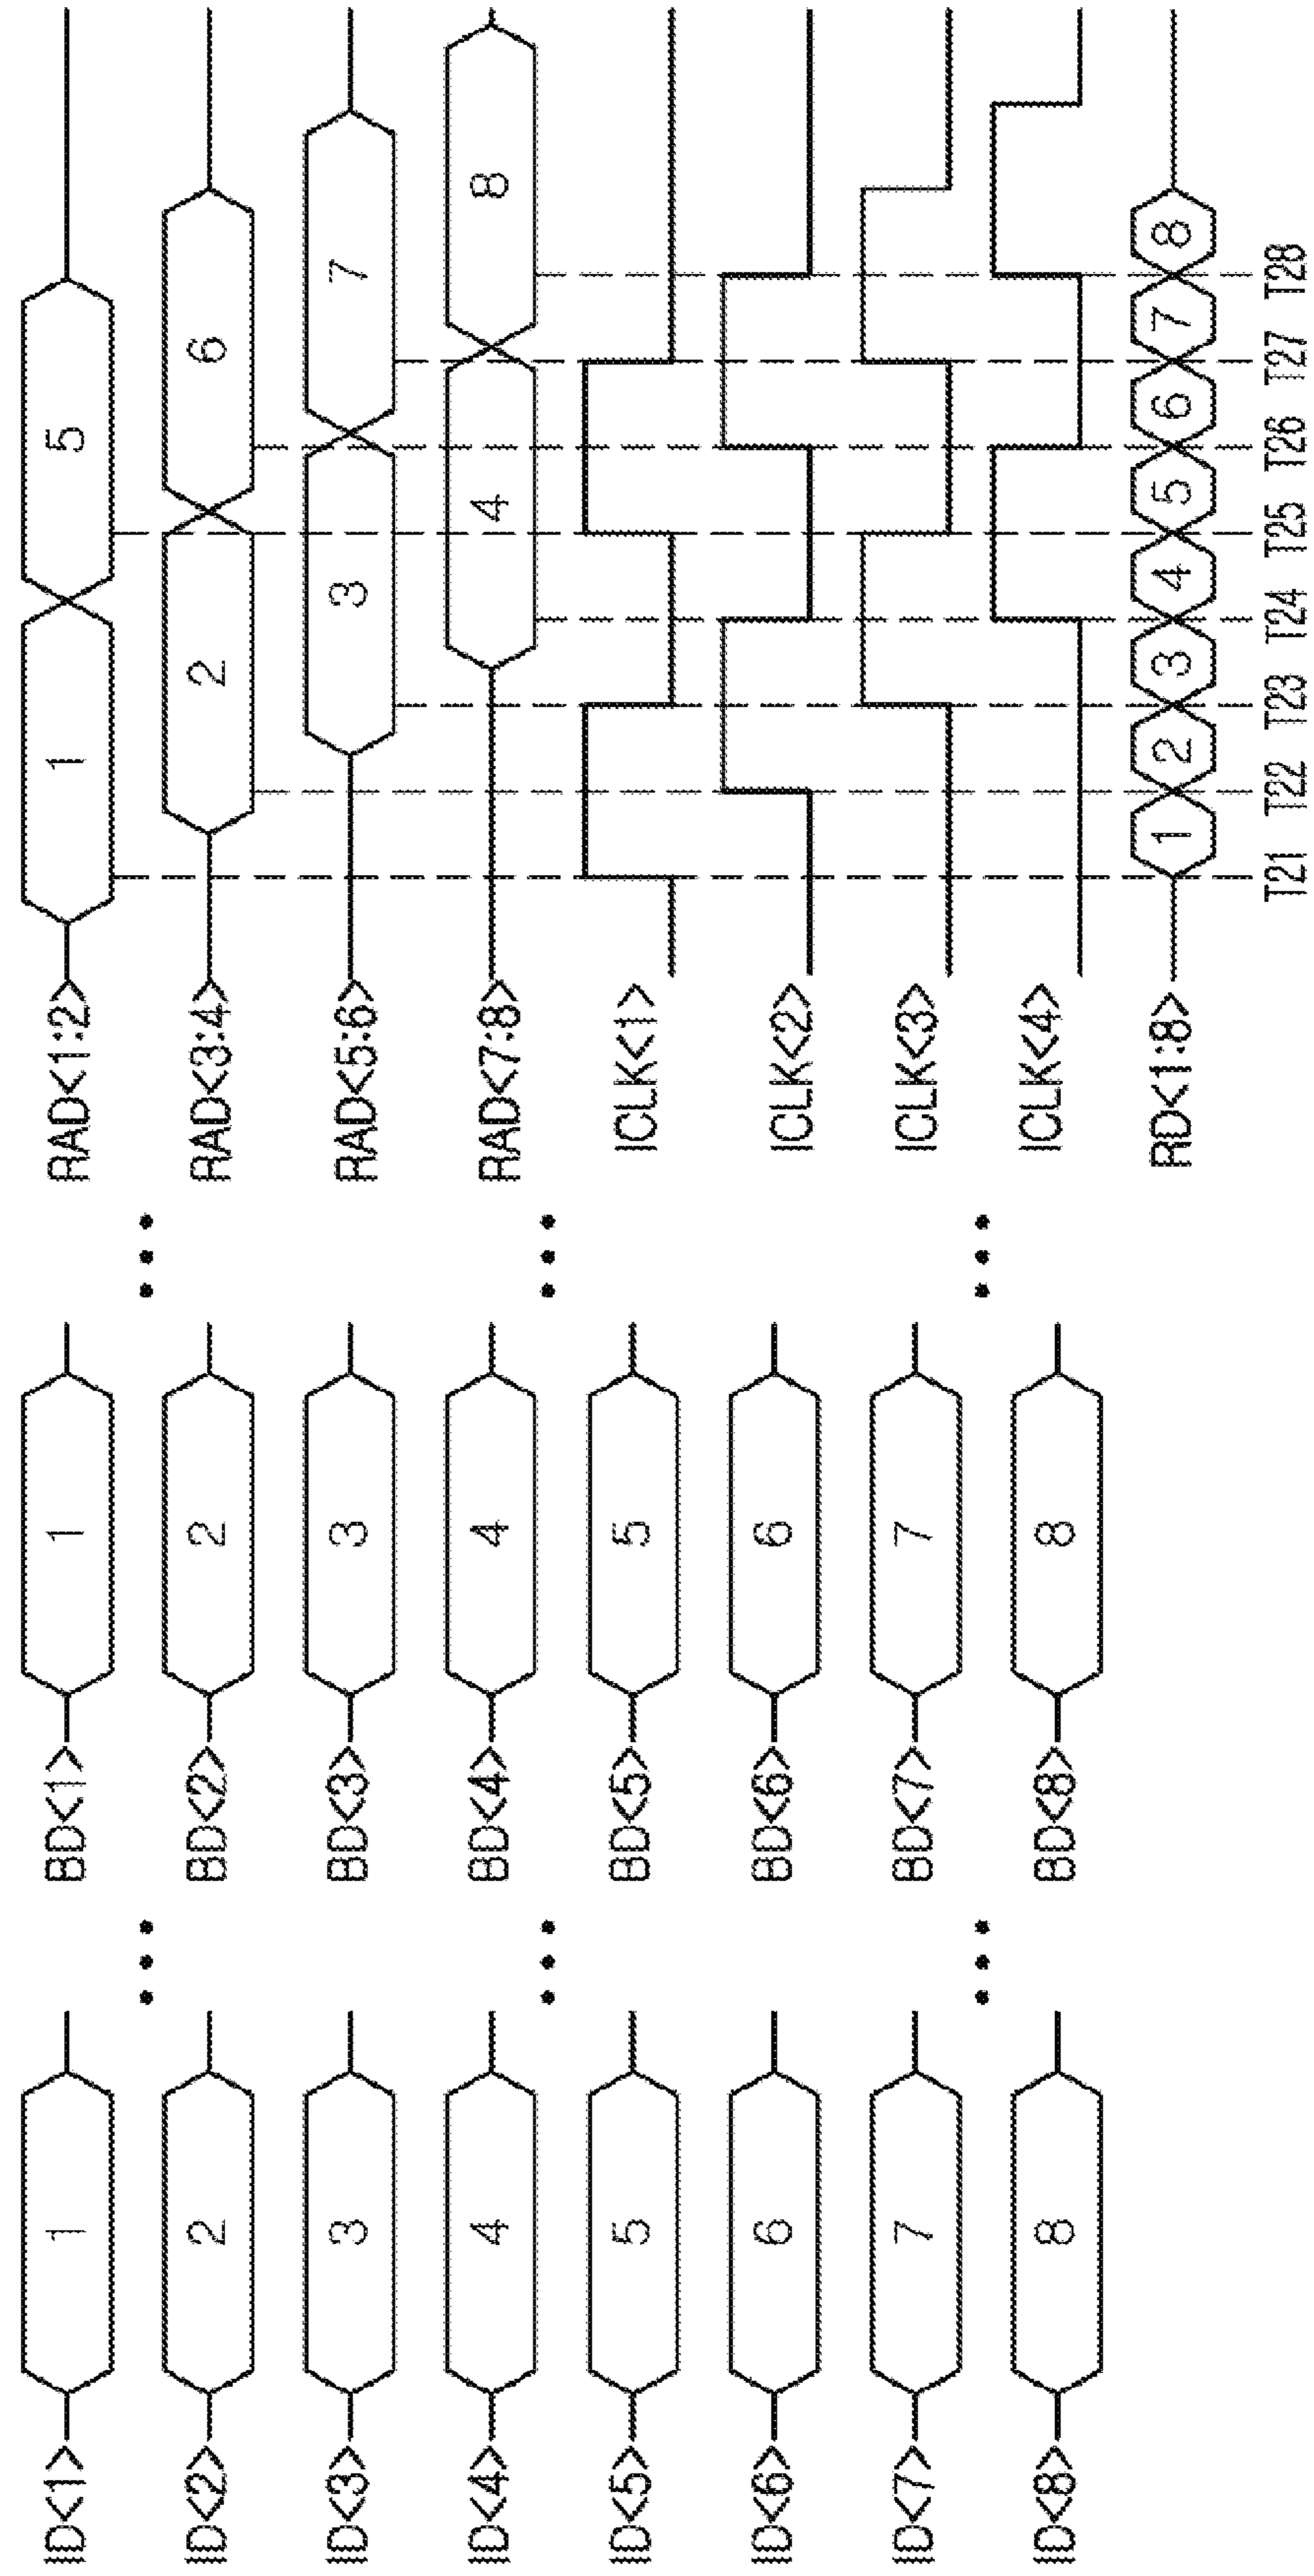 ID<1> 1
ID<2> 2
ID<3> 3
ID<4> 4
ID<5> 5
ID<6> 6
ID<7> 7
ID<8> 8
BD<1> 1
BD<2> 2
BD<3> 3
BD<4> 4
BD<5> 5
BD<6> 6
BD<7> 7
BD<8> 8
RAD<1:2> 1 5
RAD<3:4> 2 6
RAD<5:6> 3 7
RAD<7:8> 4 8
ICLK<1>
ICLK<2>
ICLK<3>
ICLK<4>
RD<1:8> 1 2 3 4 5 6 7 8
T21 T22 T23 T24 T25 T26 T27 T28